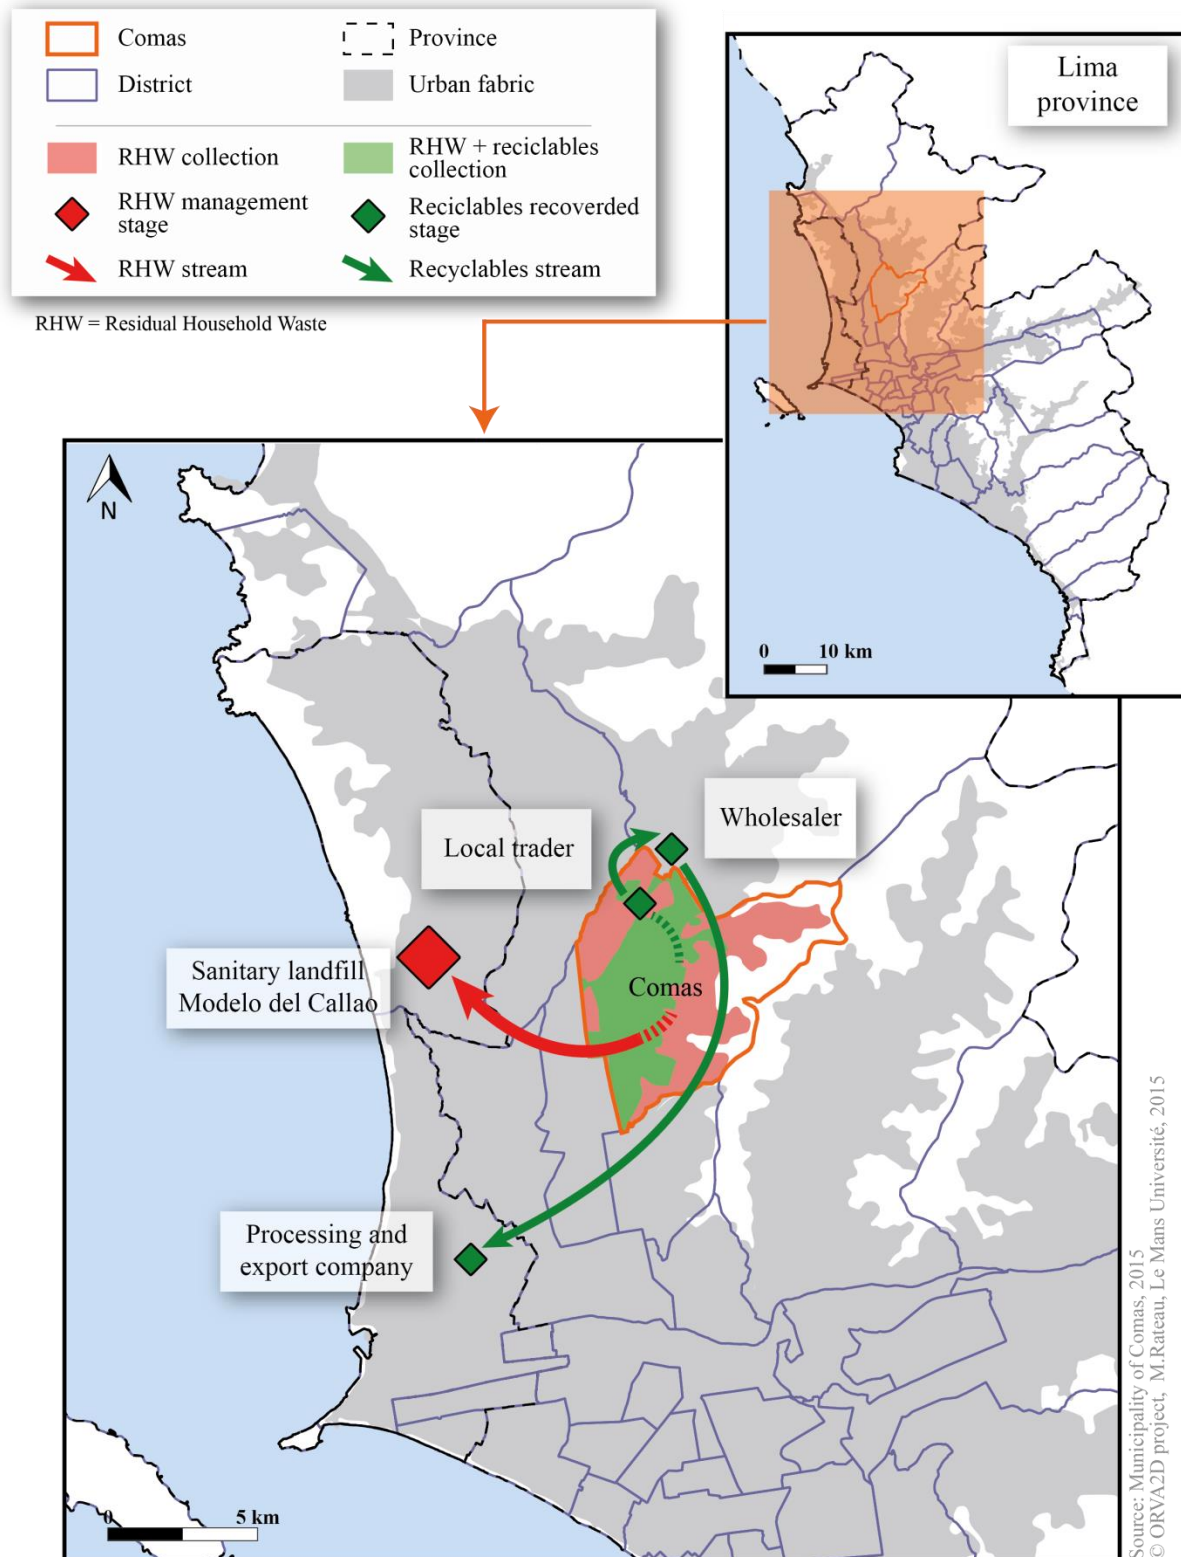 Comas
Province
District
Urban fabric
RHW collection
RHW + reciclables
collection
RHW management
stage
Reciclables recoverded
stage
RHW stream
Recyclables stream
RHW = Residual Household Waste
Lima
province
0 10 km
N
Wholesaler
Local trader
Sanitary landfill
Modelo del Callao
Comas
Processing and
export company
0 5 km
Source: Municipality of Comas, 2015
© ORVA2D project, M.Rateau, Le Mans Université, 2015